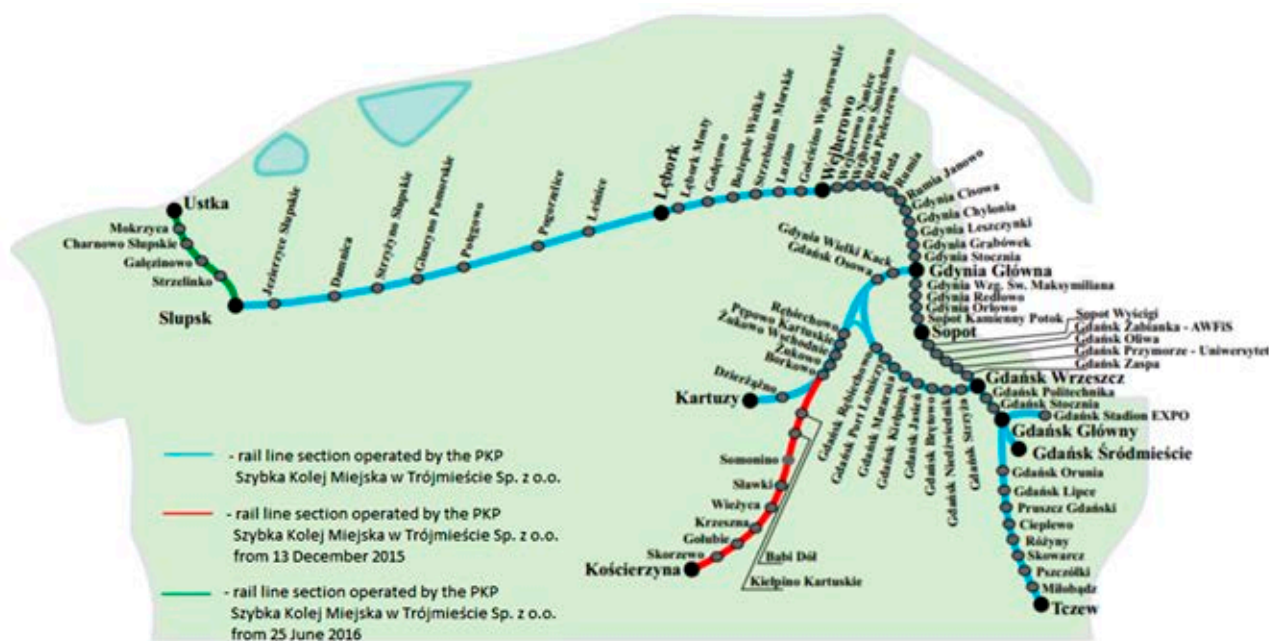 Ustka
Mokrzyca
Charnowo Słupskie
Gałęzinowo
Strzelinko
Słupsk
Jezierzyce Słupskie
Damnica
Strzyżyno Słupskie
Głuszyno Pomorskie
Potęgowo
Pogorzelice
Leśnice
Lębork
Lębork Mosty
Godętowo
Bożepole Wielkie
Strzebielino Morskie
Luzino
Gościcino Wejherowskie
Wejherowo
Wejherowo Nanice
Wejherowo Śmiechowo
Reda Pieleszewo
Reda
Rumia
Rumia Janowo
Gdynia Cisowa
Gdynia Chylonia
Gdynia Leszczynki
Gdynia Grabówek
Gdynia Stocznia
Gdynia Główna
Gdynia Wielki Kack
Gdańsk Osowa
Gdynia Wzg. Św. Maksymiliana
Gdynia Redłowo
Gdynia Orłowo
Sopot Kamienny Potok
Sopot
Sopot Wyścigi
Gdańsk Żabianka - AWFiS
Gdańsk Oliwa
Gdańsk Przymorze - Uniwersytet
Gdańsk Zaspa
Gdańsk Wrzeszcz
Gdańsk Politechnika
Gdańsk Stocznia
Gdańsk Stadion EXPO
Gdańsk Główny
Gdańsk Śródmieście
Gdańsk Orunia
Gdańsk Lipce
Pruszcz Gdański
Cieplewo
Różyny
Skowarcz
Pszczółki
Miłobądz
Tczew
Rębiechowo
Pępowo Kartuskie
Żukowo Wschodnie
Żukowo
Borkowo
Dzierżążno
Kartuzy
Gdańsk Rębiechowo
Gdańsk Port Lotniczy
Gdańsk Matarnia
Gdańsk Kiełpinek
Gdańsk Jasień
Gdańsk Brętowo
Gdańsk Niedźwiednik
Gdańsk Strzyża
Somonino
Sławki
Wieżyca
Krzeszna
Gołubie
Skorzewo
Kościerzyna
Babi Dół
Kiełpino Kartuskie
- rail line section operated by the PKP
Szybka Kolej Miejska w Trójmieście Sp. z o.o.
- rail line section operated by the PKP
Szybka Kolej Miejska w Trójmieście Sp. z o.o.
from 13 December 2015
- rail line section operated by the PKP
Szybka Kolej Miejska w Trójmieście Sp. z o.o.
from 25 June 2016